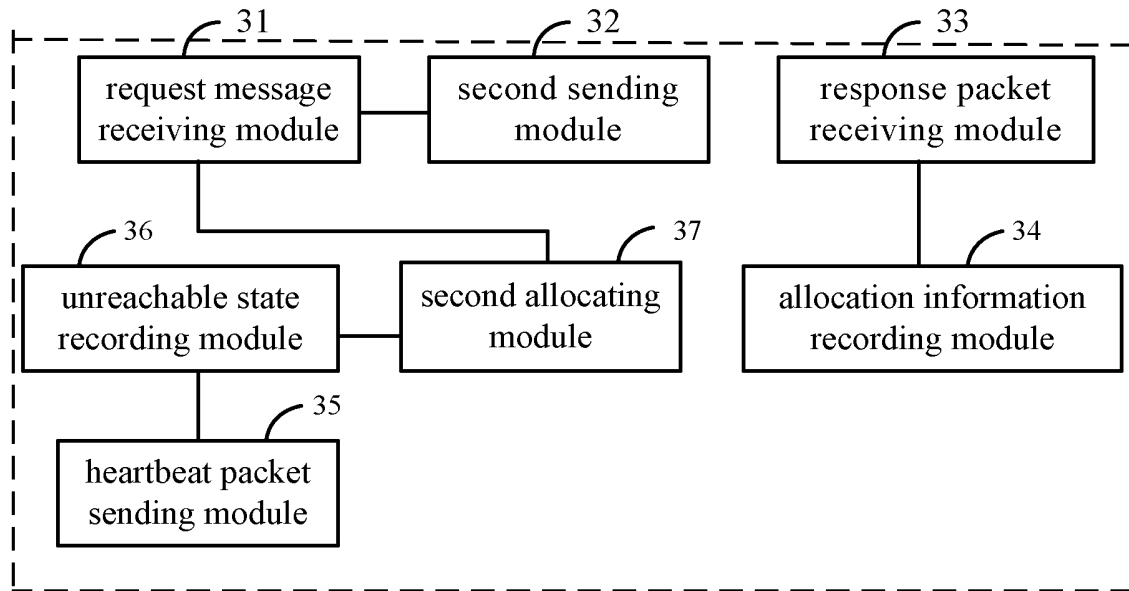 31
32
33
request message
receiving module
second sending
module
response packet
receiving module
36
37
34
unreachable state
recording module
second allocating
module
allocation information
recording module
35
heartbeat packet
sending module